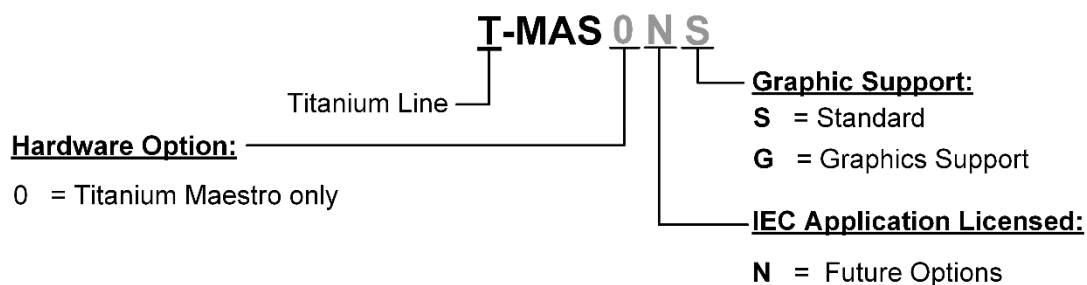 T-MAS 0 N S
Titanium Line
Hardware Option:
0 = Titanium Maestro only
Graphic Support:
S = Standard
G = Graphics Support
IEC Application Licensed:
N = Future Options